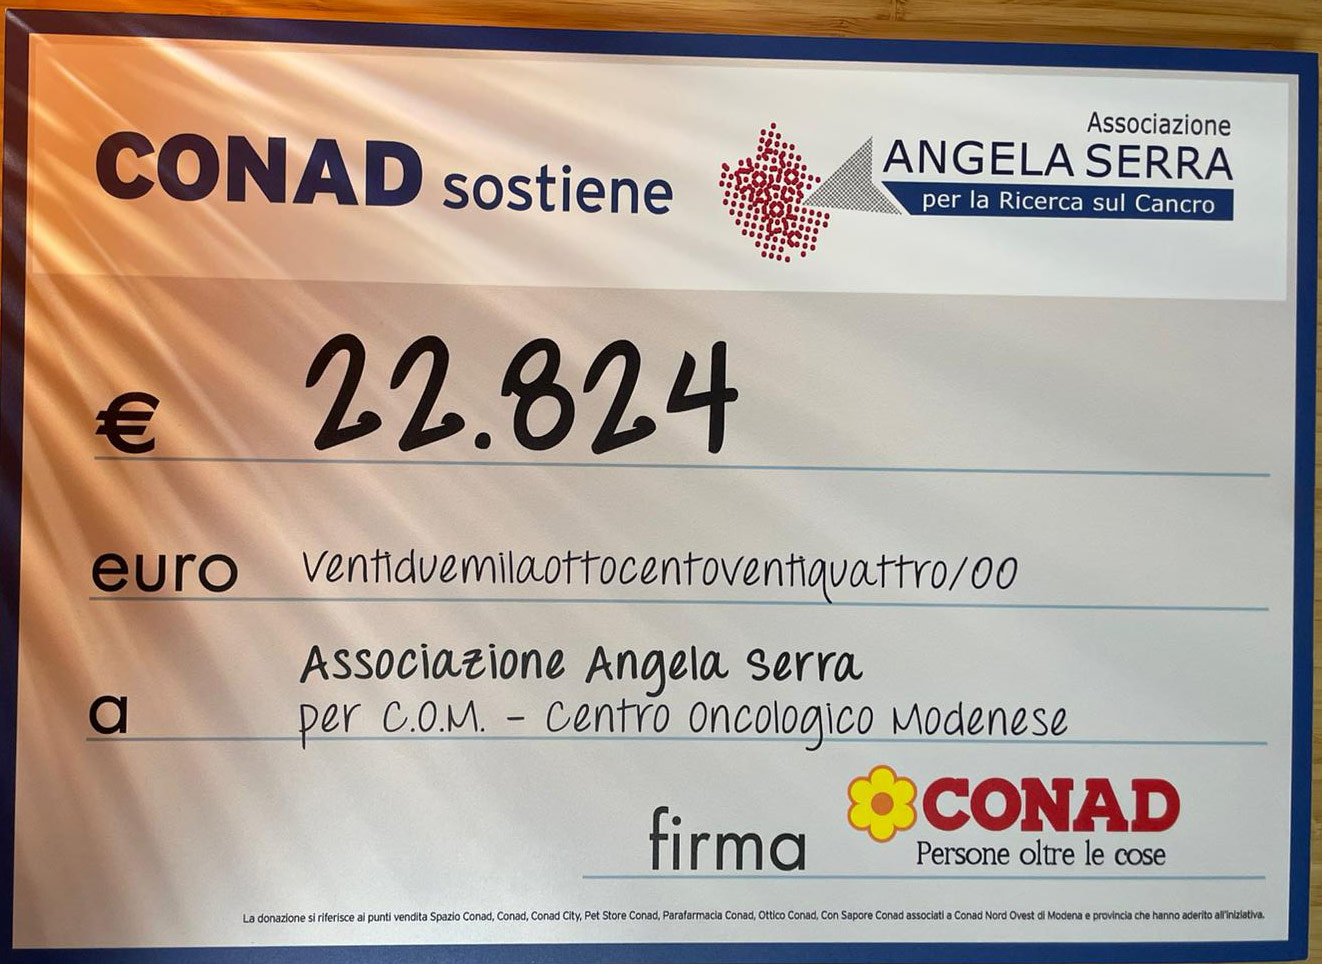 CONAD sostiene
Associazione
ANGELA SERRA
per la Ricerca sul Cancro
€ 22.824
euro ventiduemilaottocentoventiquattro/00
Associazione Angela Serra
a per C.O.M. - Centro Oncologico Modenese
firma CONAD
Persone oltre le cose
La donazione si riferisce ai punti vendita Spazio Conad, Conad, Conad City, Pet Store Conad, Parafarmacia Conad, Ottico Conad, Con Sapore Conad associati a Conad Nord Ovest di Modena e provincia che hanno aderito all'iniziativa.